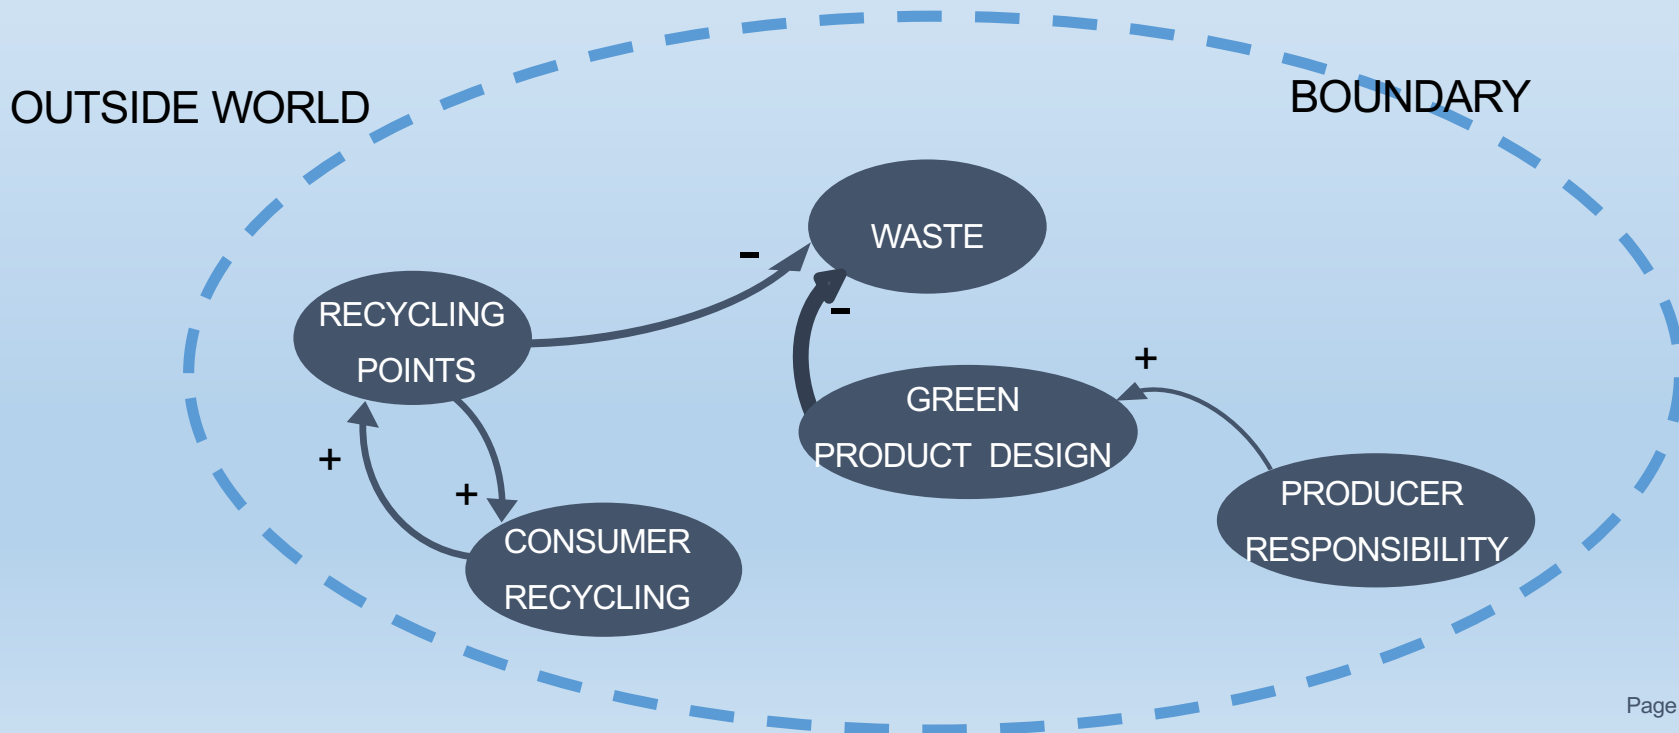 OUTSIDE WORLD
BOUNDARY
WASTE
-
RECYCLING
POINTS
-
+
GREEN
PRODUCT DESIGN
+
+
PRODUCER
RESPONSIBILITY
CONSUMER
RECYCLING
Page